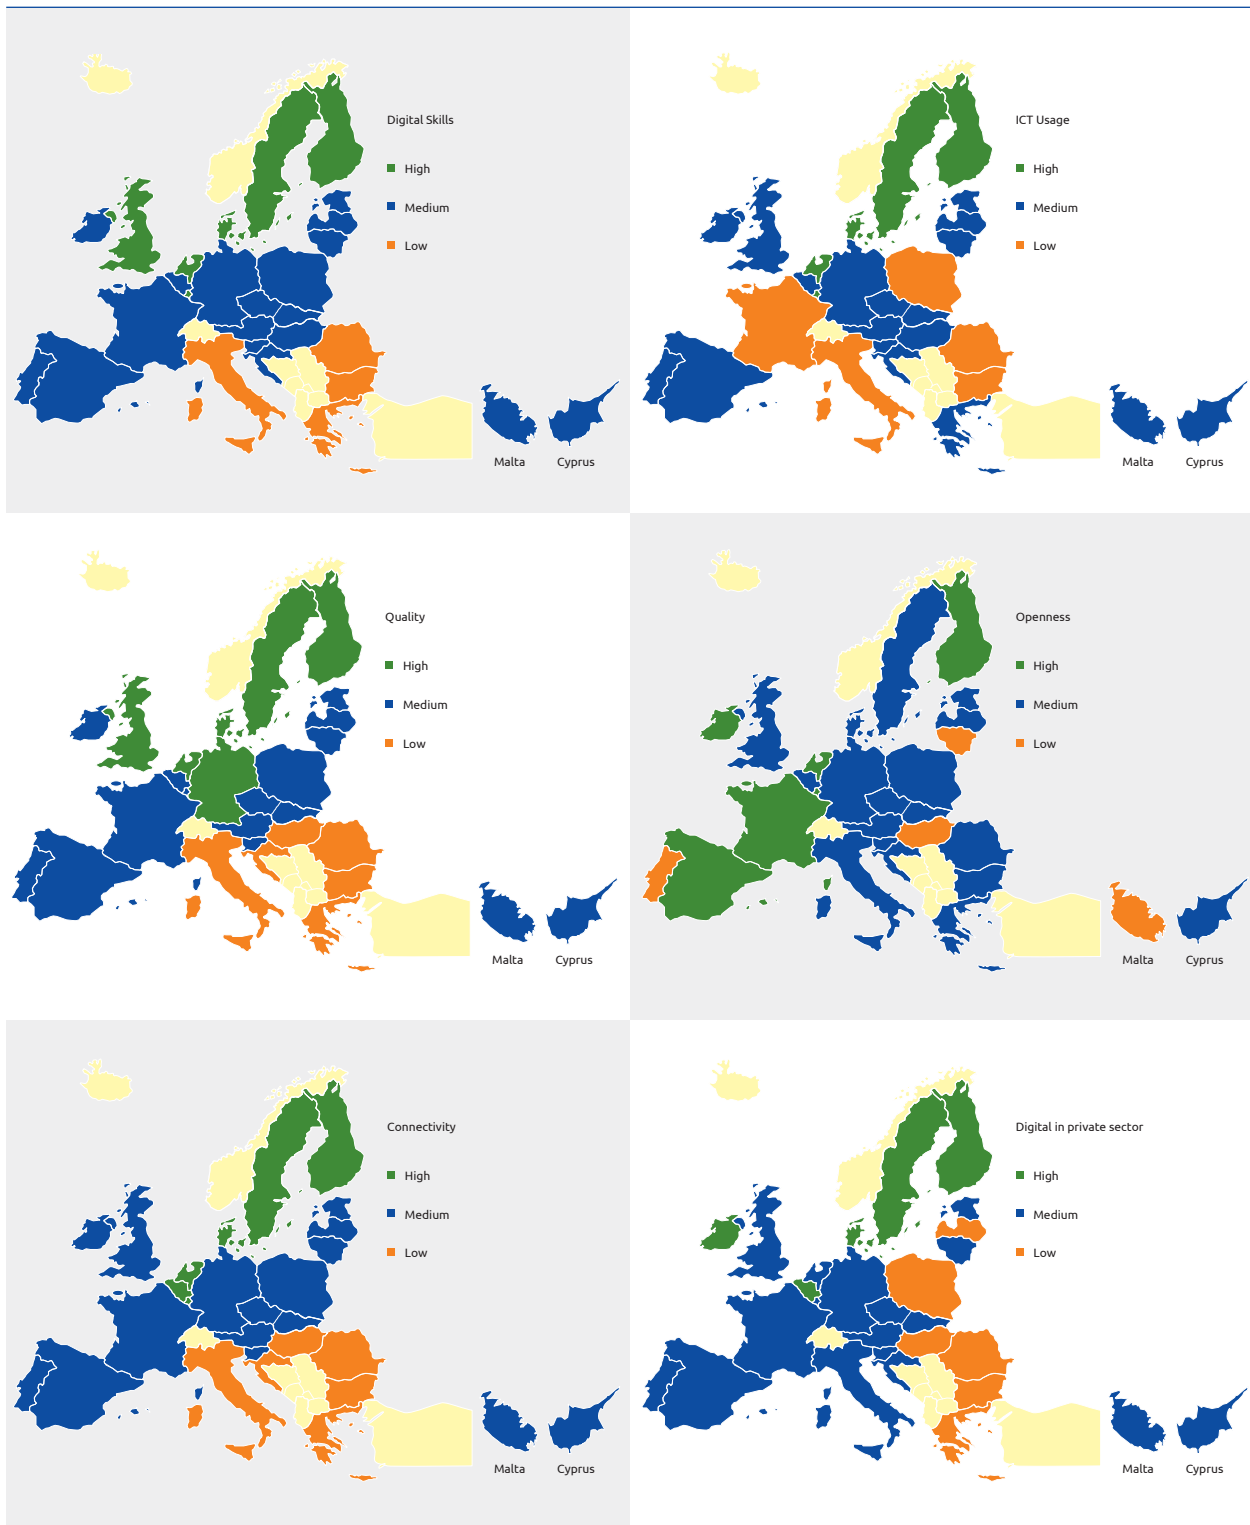 Digital Skills
High
Medium
Low
Malta
Cyprus
ICT Usage
High
Medium
Low
Malta
Cyprus
Quality
High
Medium
Low
Malta
Cyprus
Openness
High
Medium
Low
Malta
Cyprus
Connectivity
High
Medium
Low
Malta
Cyprus
Digital in private sector
High
Medium
Low
Malta
Cyprus